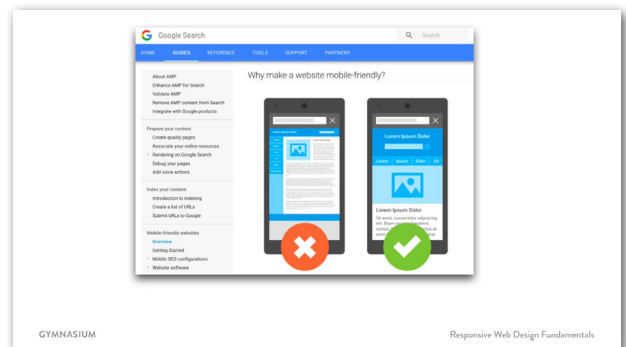 Google Search
Search
HOME GUIDES REFERENCE TOOLS SUPPORT PARTNERS
About AMP
Enhance AMP for Search
Validate AMP
Remove AMP content from Search
Integrate with Google products
Prepare your content
Create quality pages
Associate your online resources
Rendering on Google Search
Debug your pages
Add voice actions
Index your content
Introduction to indexing
Create a list of URLs
Submit URLs to Google
Mobile-friendly websites
Overview
Getting Started
Mobile SEO configurations
Website software
Why make a website mobile-friendly?
Lorem Ipsum Dolor
Lorem Ipsum Dolor Sit
Lorem Ipsum Dolor
GYMNASIUM
Responsive Web Design Fundamentals